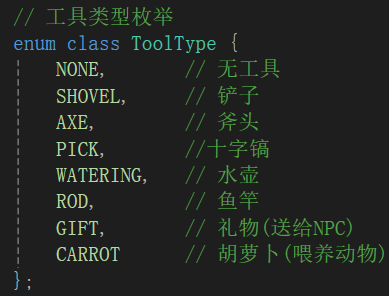 // 工具类型枚举
enum class ToolType {
NONE, // 无工具
SHOVEL, // 铲子
AXE, // 斧头
PICK, //十字镐
WATERING, // 水壶
ROD, // 鱼竿
GIFT, // 礼物(送给NPC)
CARROT // 胡萝卜(喂养动物)
};